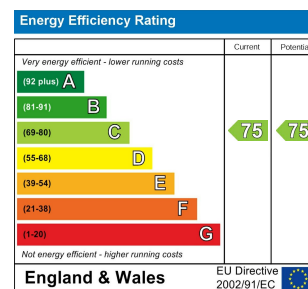 Energy Efficiency Rating
Current Potentia
Very energy efficient - lower running costs
(92 plus) A
(81-91) B
(69-80) C 75 75
(55-68) D
(39-54) E
(21-38) F
(1-20) G
Not energy efficient - higher running costs
England & Wales
EU Directive
2002/91/EC